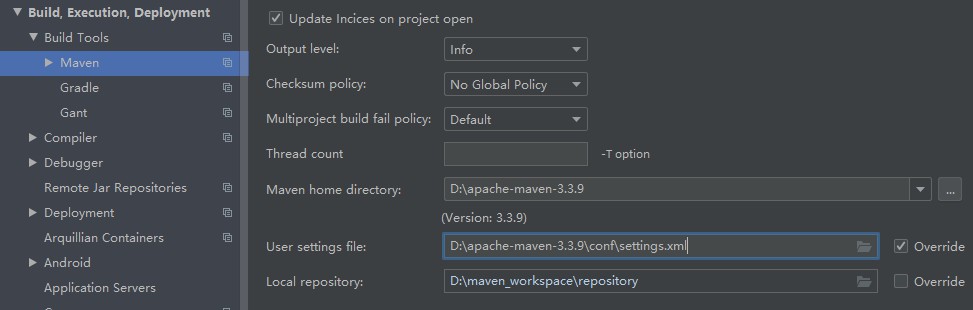 Build, Execution, Deployment
Build Tools
Maven
Gradle
Gant
Compiler
Debugger
Remote Jar Repositories
Deployment
Arquillian Containers
Android
Application Servers
Update Indices on project open
Output level: Info
Checksum policy: No Global Policy
Multiproject build fail policy: Default
Thread count -T option
Maven home directory: D:\apache-maven-3.3.9 ...
(Version: 3.3.9)
User settings file: D:\apache-maven-3.3.9\conf\settings.xml Override
Local repository: D:\maven_workspace\repository Override